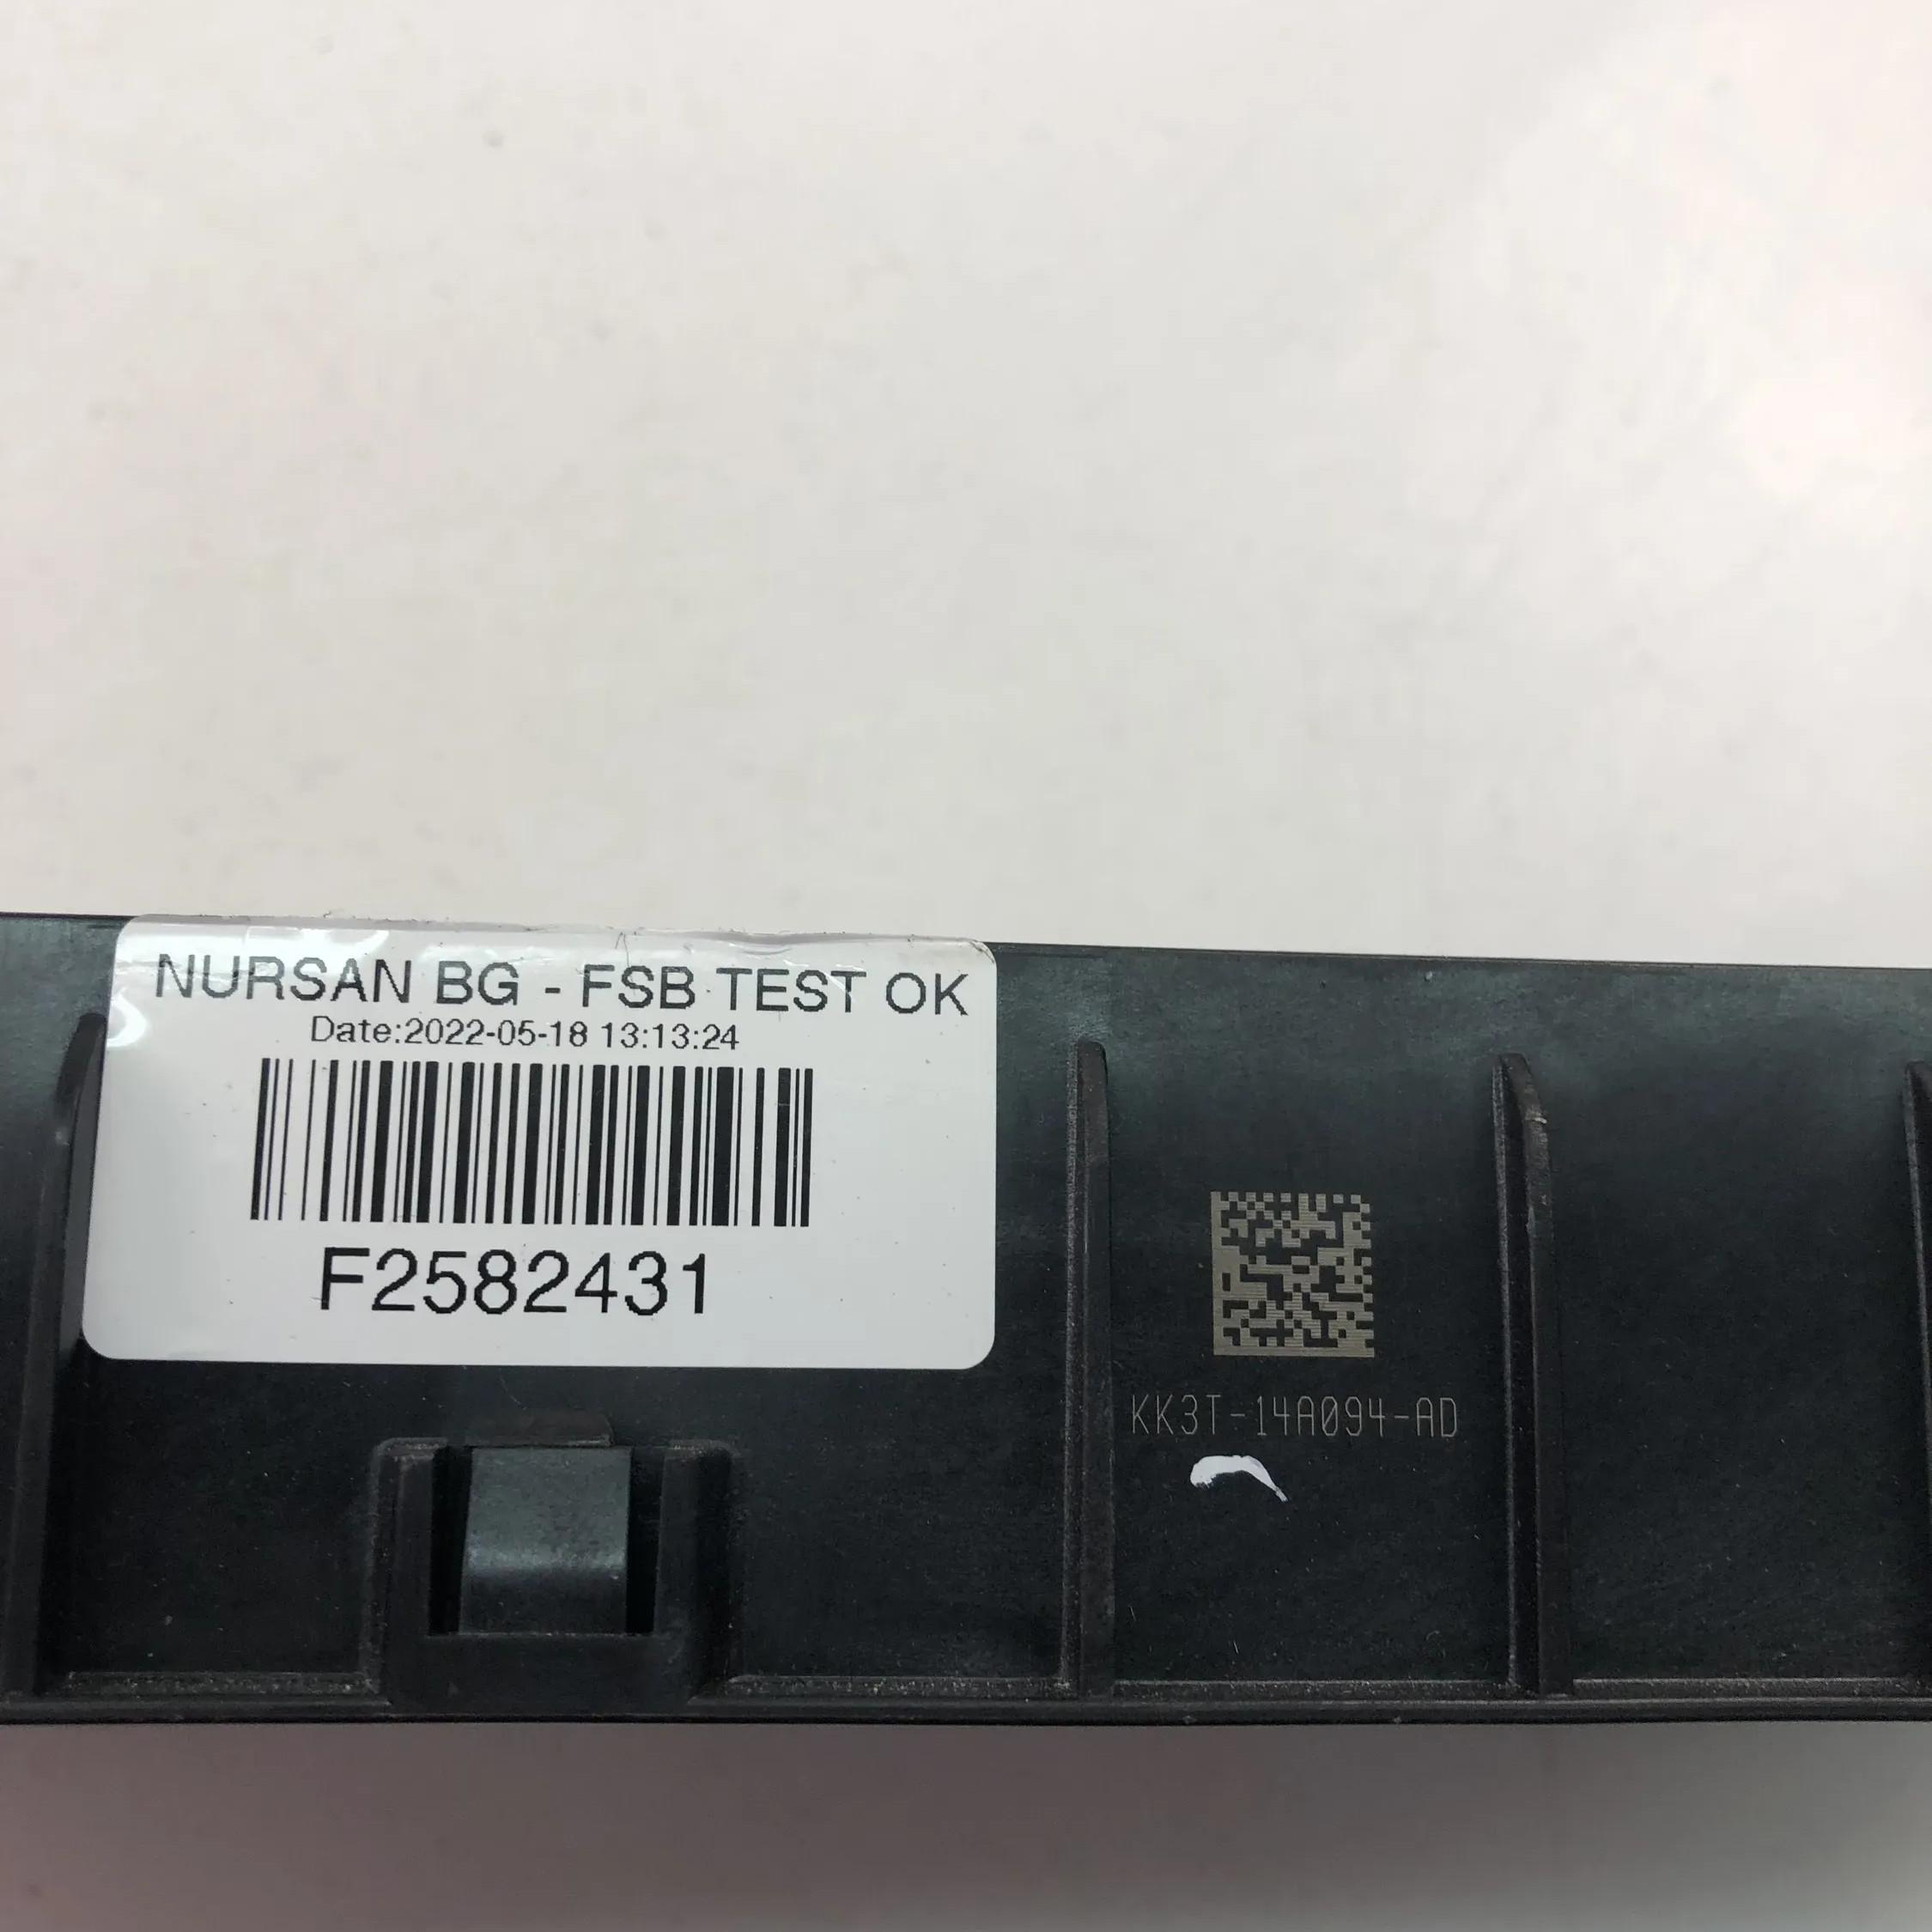 NURSAN BG - FSB TEST OK
Date:2022-05-18 13:13:24
F2582431
KK3T-14A094-AD